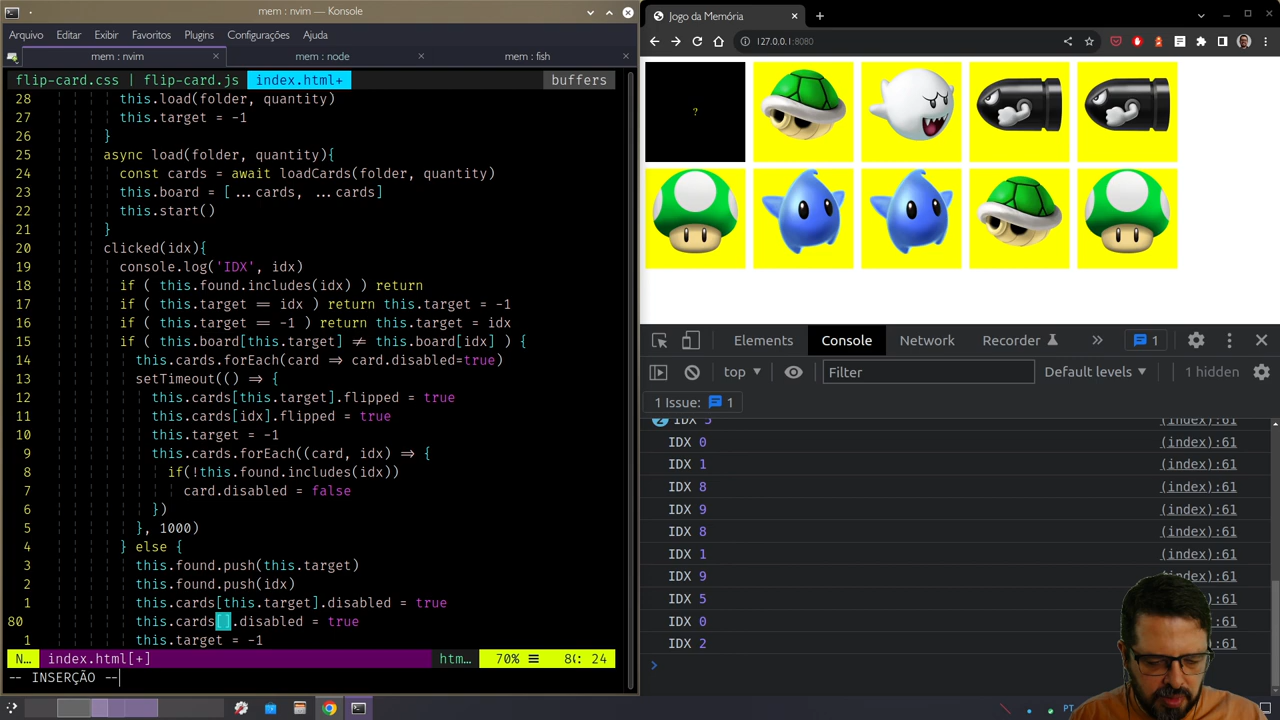 mem : nvim — Konsole
Arquivo Editar Exibir Favoritos Plugins Configurações Ajuda
mem : nvim
mem : node
mem : fish
flip-card.css | flip-card.js index.html+ buffers
28 this.load(folder, quantity)
27 this.target = -1
26 }
25 async load(folder, quantity){
24 const cards = await loadCards(folder, quantity)
23 this.board = [ ...cards, ...cards]
22 this.start()
21 }
20 clicked(idx){
19 console.log('IDX', idx)
18 if ( this.found.includes(idx) ) return
17 if ( this.target == idx ) return this.target = -1
16 if ( this.target == -1 ) return this.target = idx
15 if ( this.board[this.target] ≠ this.board[idx] ) {
14 this.cards.forEach(card => card.disabled=true)
13 setTimeout(() => {
12 this.cards[this.target].flipped = true
11 this.cards[idx].flipped = true
10 this.target = -1
9 this.cards.forEach((card, idx) => {
8 if(!this.found.includes(idx))
7 card.disabled = false
6 })
5 }, 1000)
4 } else {
3 this.found.push(this.target)
2 this.found.push(idx)
1 this.cards[this.target].disabled = true
80 this.cards[].disabled = true
1 this.target = -1
N… index.html[+] htm… 70% ☰ 80: 24
-- INSERÇÃO --
Jogo da Memória
127.0.0.1:8080
?
Elements Console Network Recorder 1
top Filter Default levels 1 hidden
1 Issue: 1
2 IDX 5 (index):61
IDX 0 (index):61
IDX 1 (index):61
IDX 8 (index):61
IDX 9 (index):61
IDX 8 (index):61
IDX 1 (index):61
IDX 9 (index):61
IDX 5 (index):61
IDX 0 (index):61
IDX 2 (index):61
PT